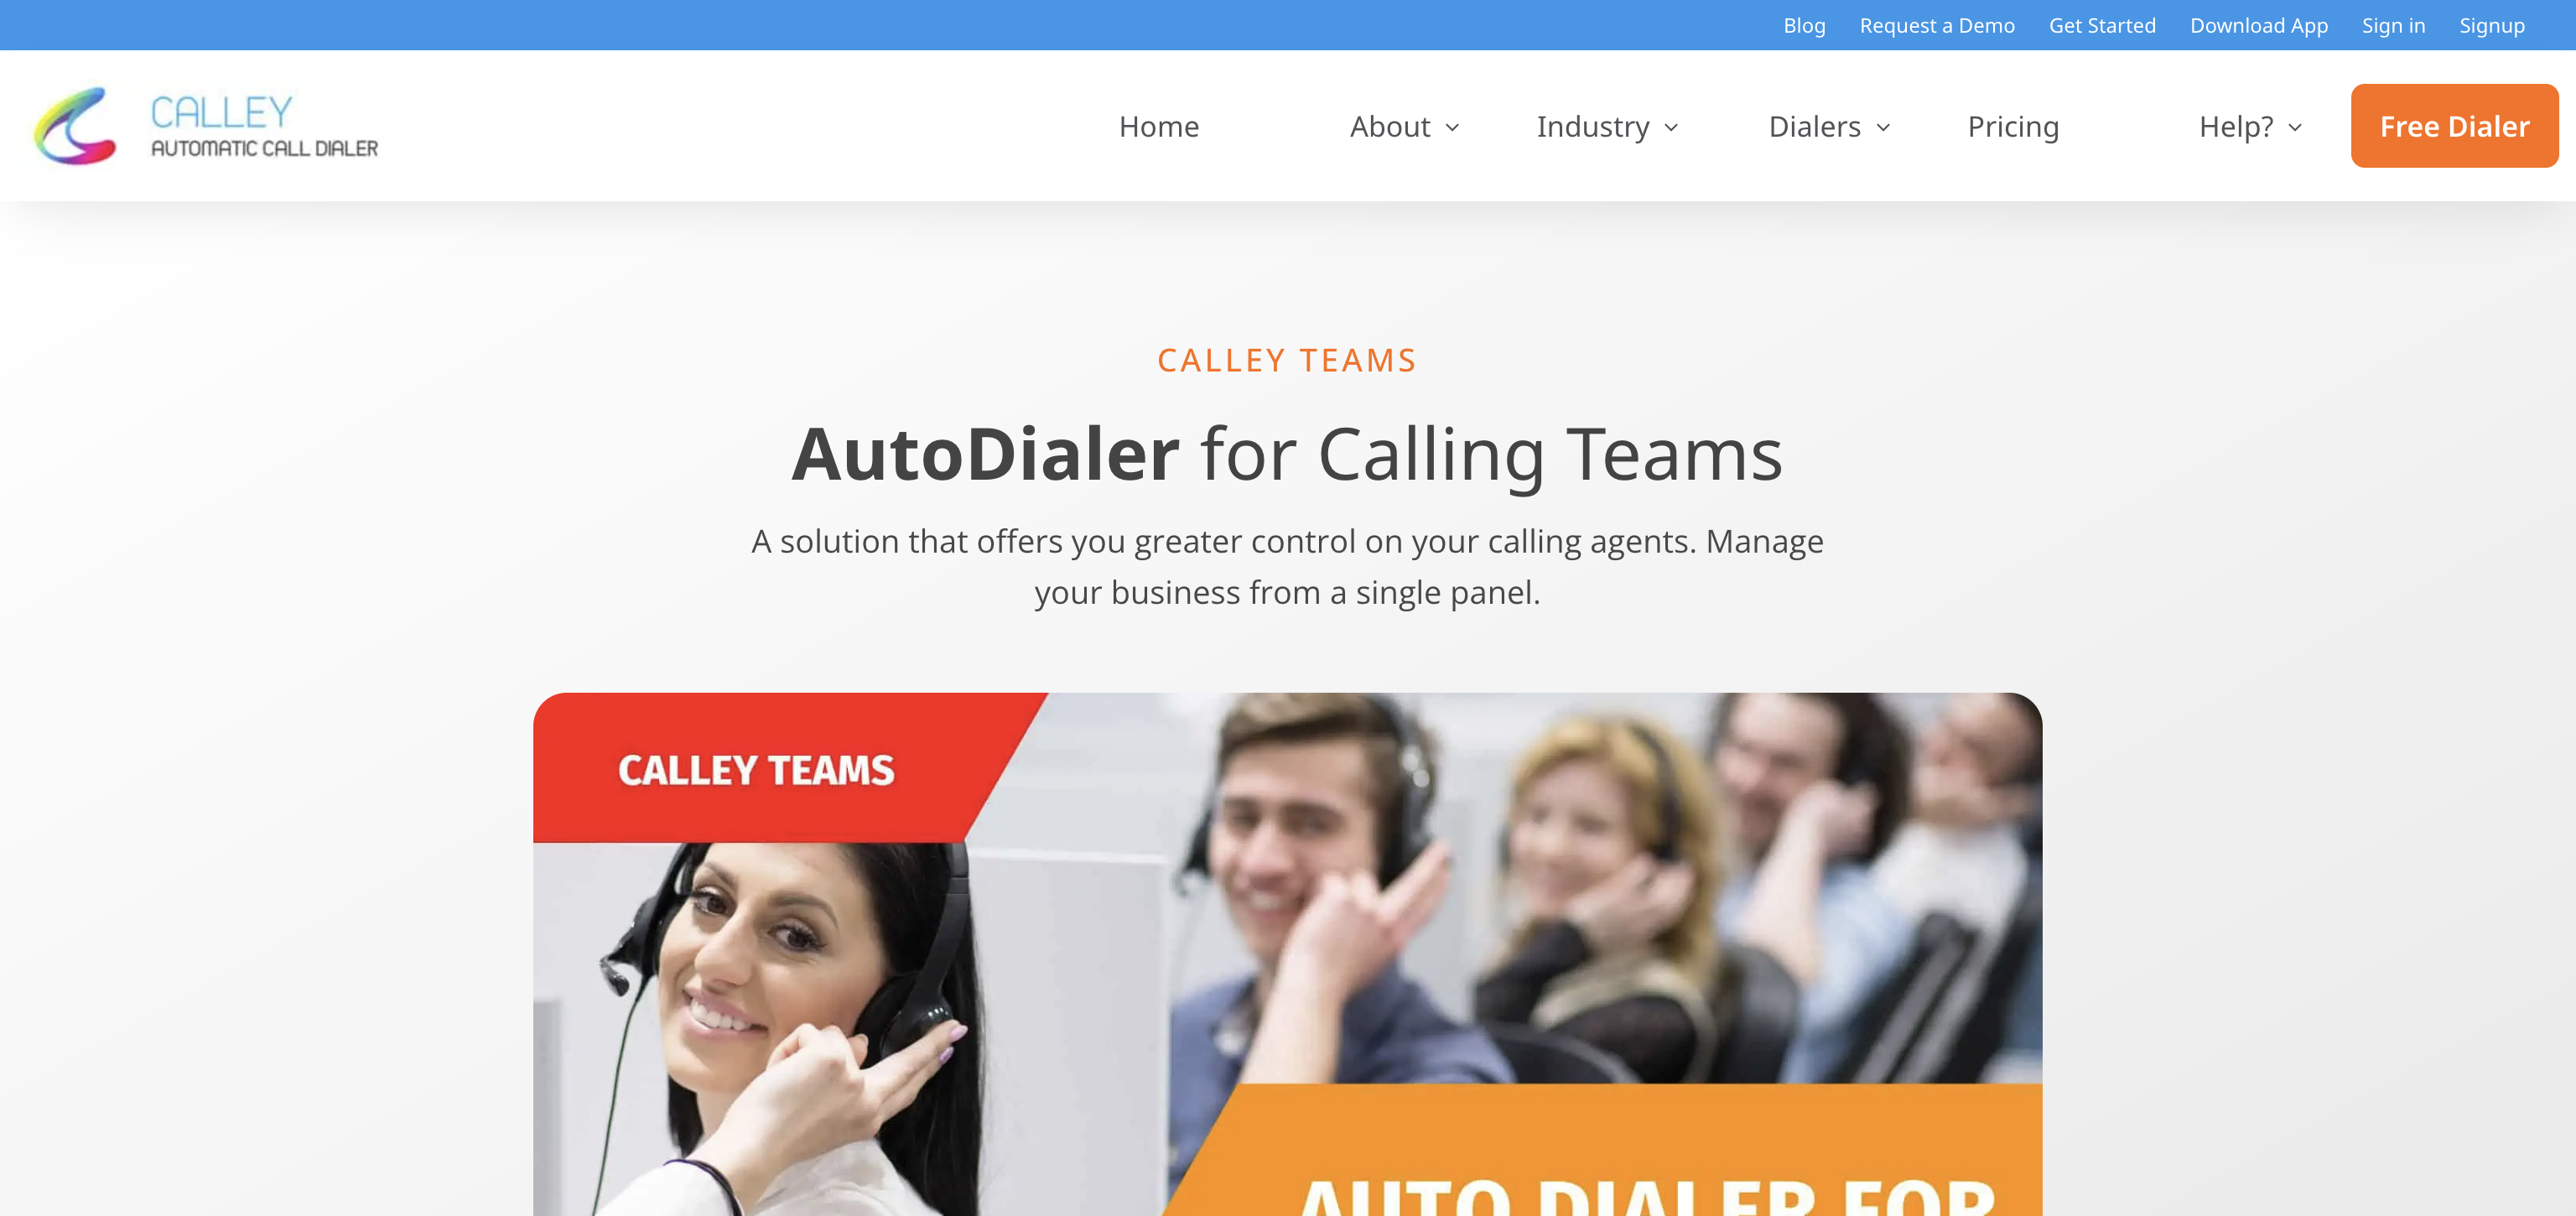 Blog Request a Demo Get Started Download App Sign in Signup
CALLEY
AUTOMATIC CALL DIALER
Home About Industry Dialers Pricing Help? Free Dialer
CALLEY TEAMS
AutoDialer for Calling Teams
A solution that offers you greater control on your calling agents. Manage
your business from a single panel.
CALLEY TEAMS
AUTO DIALER FOR